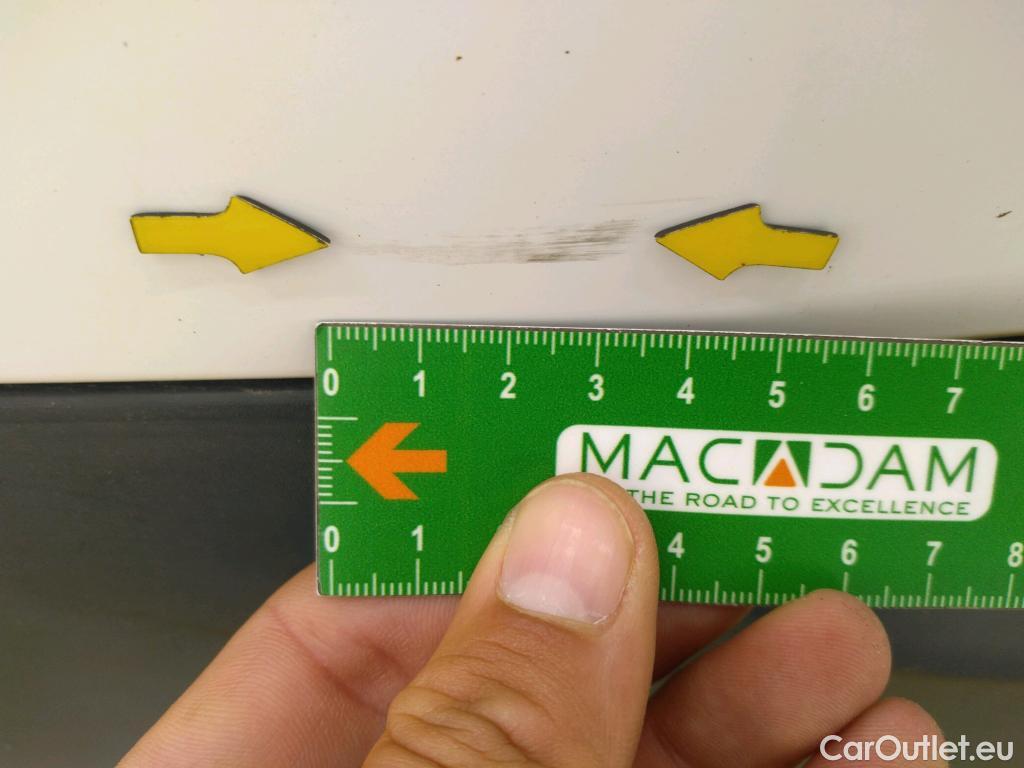 0 1 2 3 4 5 6 7
MACADAM
THE ROAD TO EXCELLENCE
0 1 4 5 6 7 8
CarOutlet.eu